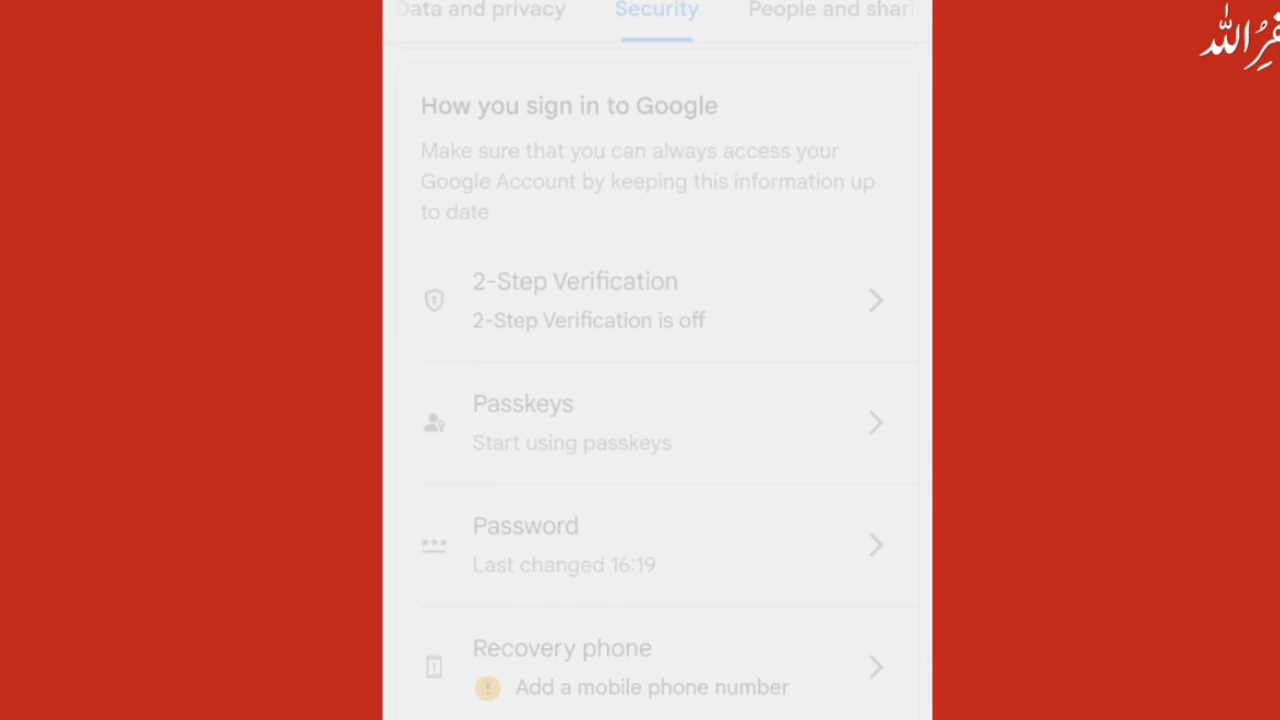 Data and privacy Security People and shari
اللّٰه
How you sign in to Google
Make sure that you can always access your
Google Account by keeping this information up
to date
2-Step Verification
2-Step Verification is off
Passkeys
Start using passkeys
Password
Last changed 16:19
Recovery phone
Add a mobile phone number